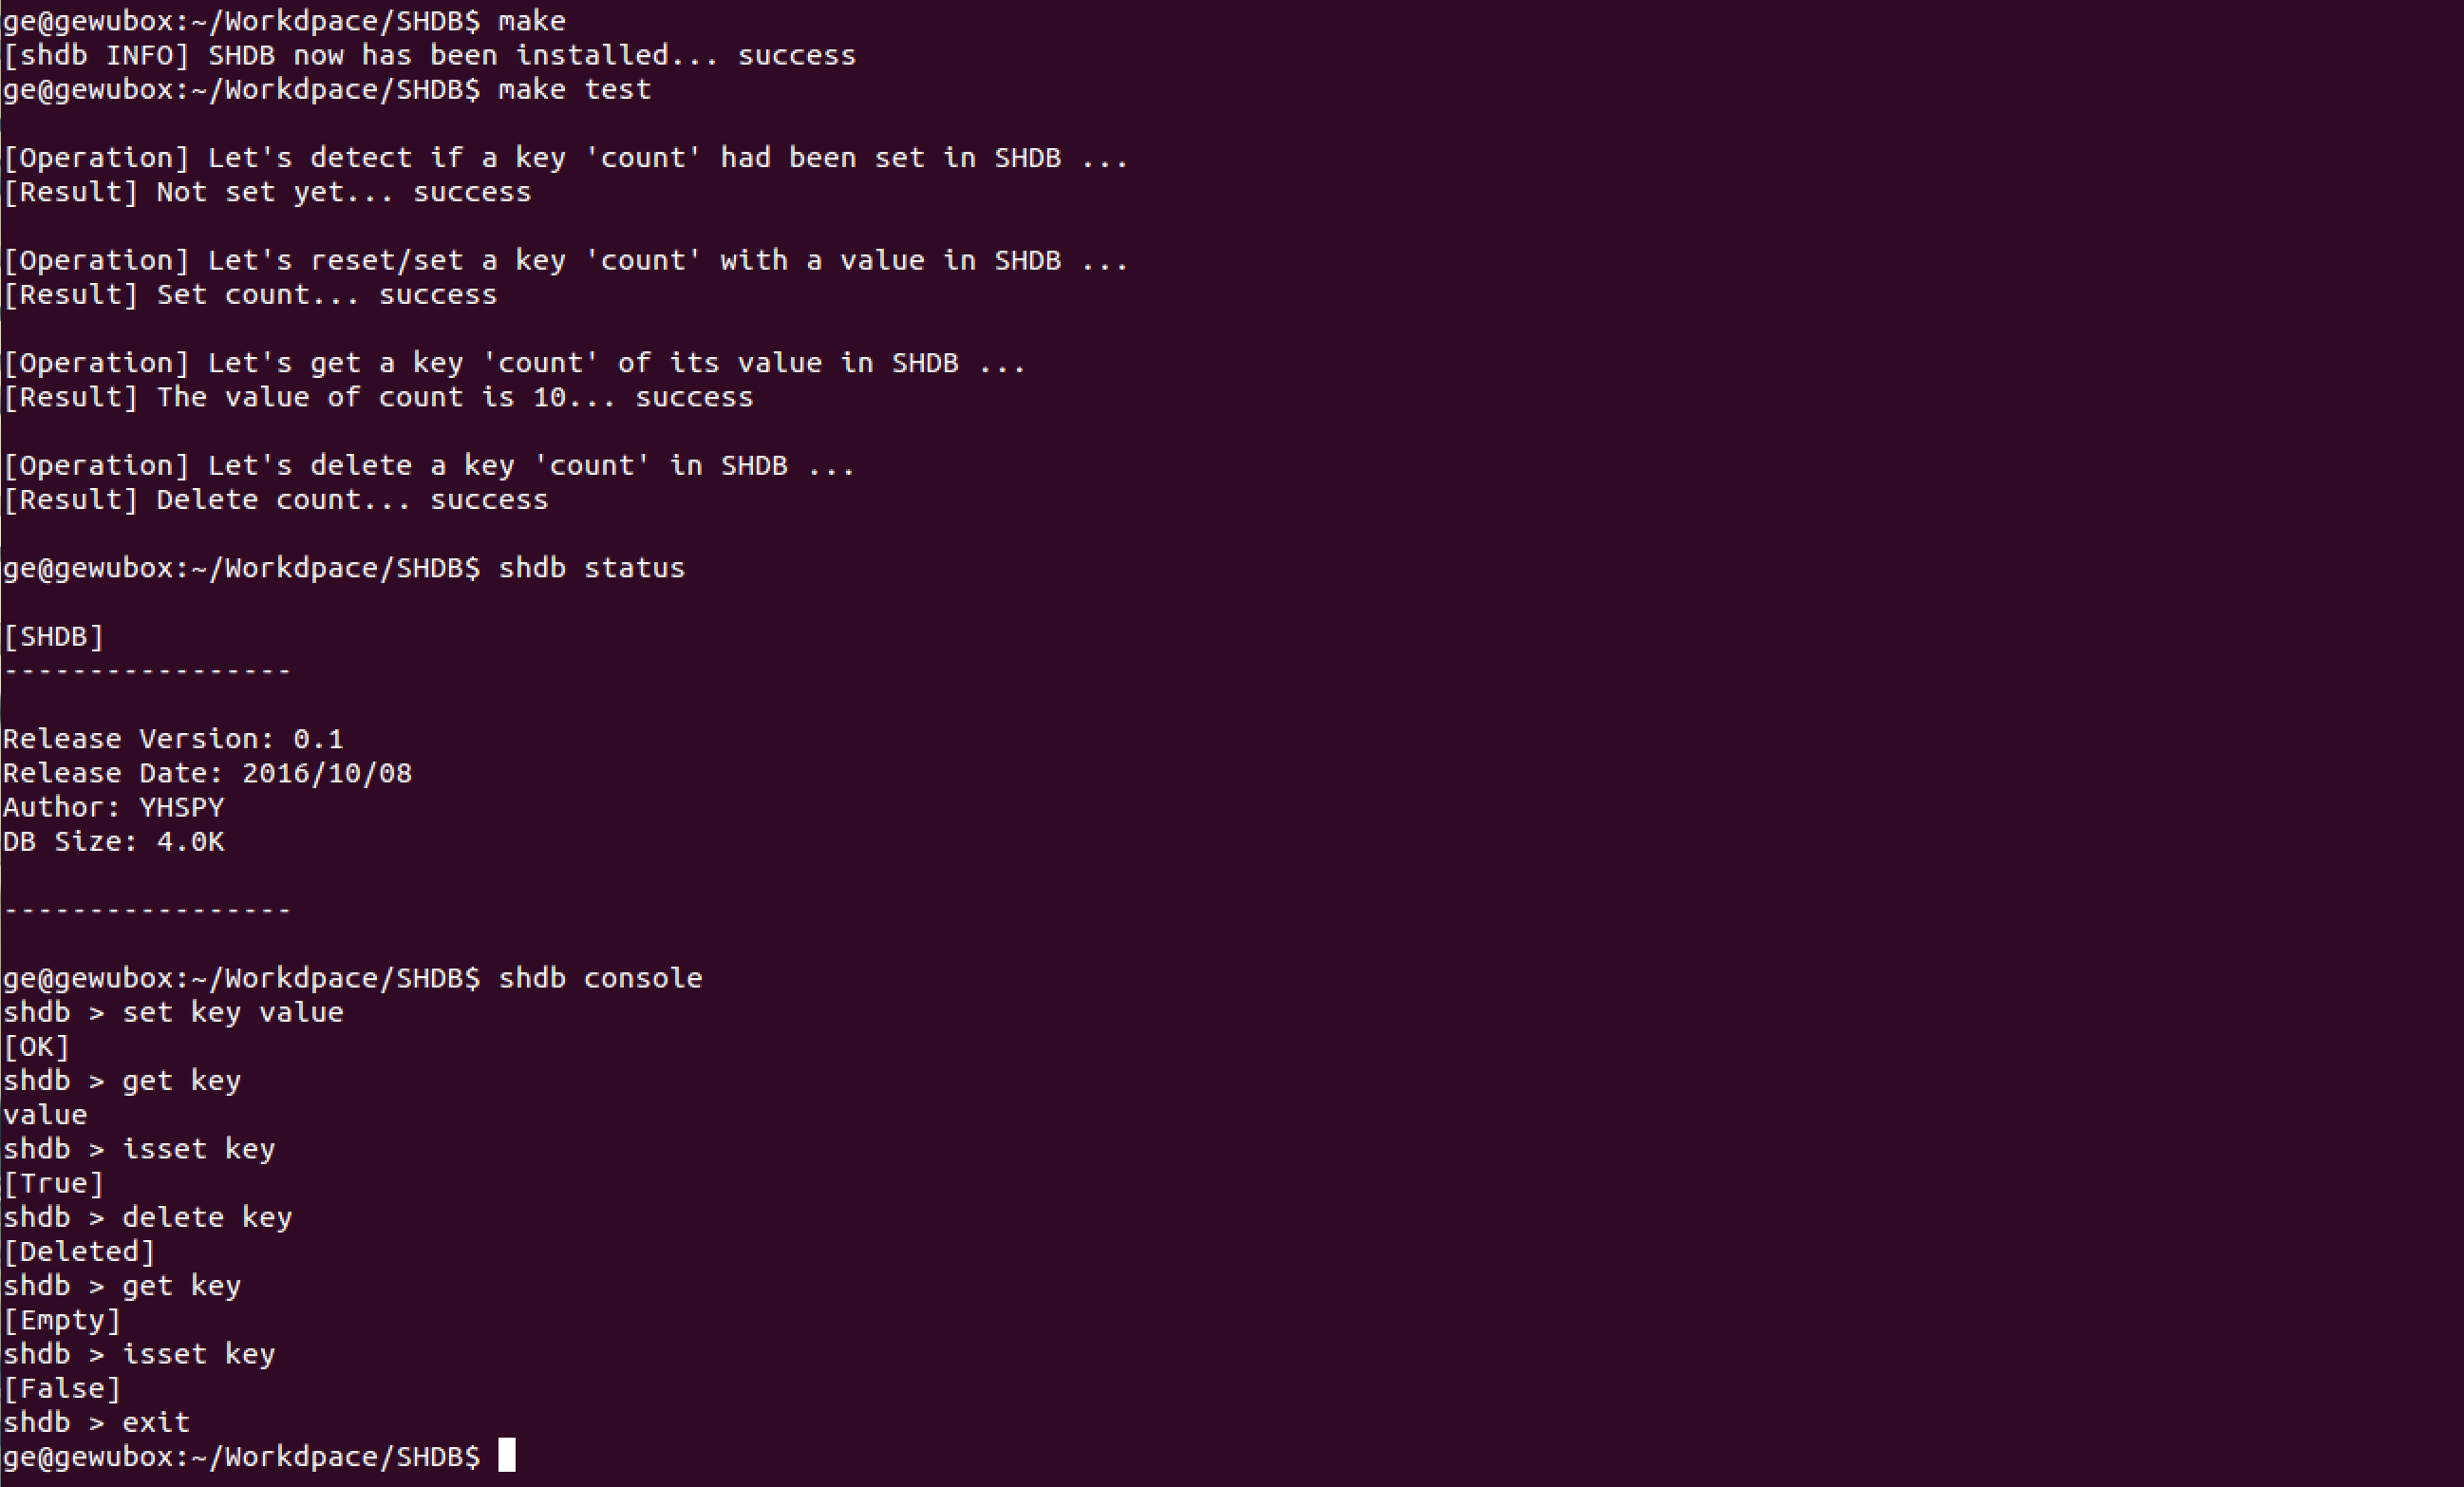 ge@gewubox:~/Workdpace/SHDB$ make
[shdb INFO] SHDB now has been installed... success
ge@gewubox:~/Workdpace/SHDB$ make test
[Operation] Let's detect if a key 'count' had been set in SHDB ...
[Result] Not set yet... success
[Operation] Let's reset/set a key 'count' with a value in SHDB ...
[Result] Set count... success
[Operation] Let's get a key 'count' of its value in SHDB ...
[Result] The value of count is 10... success
[Operation] Let's delete a key 'count' in SHDB ...
[Result] Delete count... success
ge@gewubox:~/Workdpace/SHDB$ shdb status
[SHDB]
-----------------
Release Version: 0.1
Release Date: 2016/10/08
Author: YHSPY
DB Size: 4.0K
-----------------
ge@gewubox:~/Workdpace/SHDB$ shdb console
shdb > set key value
[OK]
shdb > get key
value
shdb > isset key
[True]
shdb > delete key
[Deleted]
shdb > get key
[Empty]
shdb > isset key
[False]
shdb > exit
ge@gewubox:~/Workdpace/SHDB$